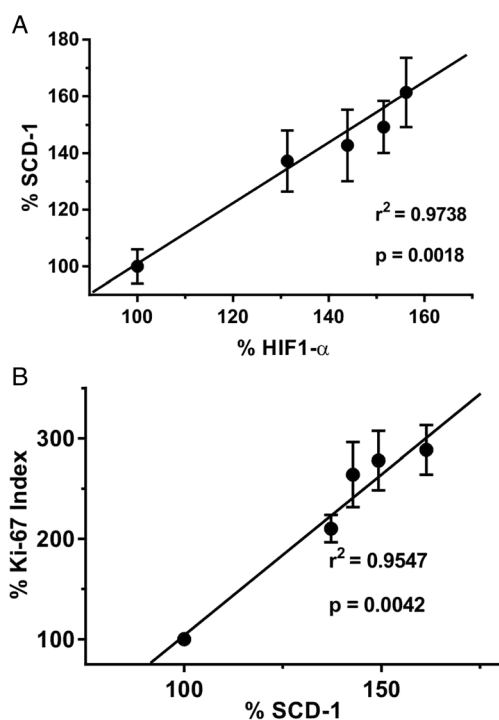 A
180
160
140
120
100
% SCD-1
r² = 0.9738
p = 0.0018
100
120
140
160
% HIF1-α
B
300
200
100
% Ki-67 Index
r² = 0.9547
p = 0.0042
100
150
% SCD-1